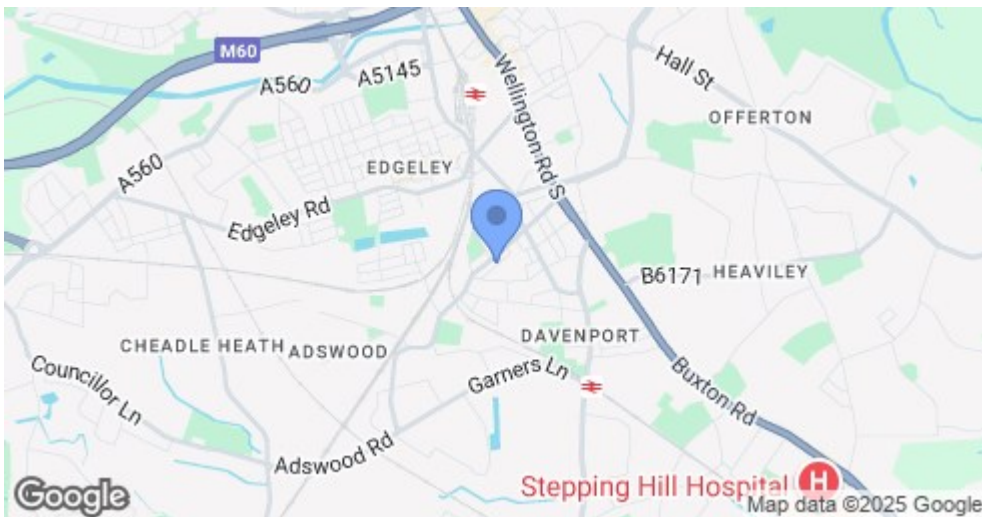 M60
A560
A5145
Hall St
OFFERTON
Wellington Rd S
A560
EDGELEY
Edgeley Rd
B6171
HEAVILEY
CHEADLE HEATH
ADSWOOD
DAVENPORT
Councillor Ln
Garners Ln
Buxton Rd
Adswood Rd
Stepping Hill Hospital
H
Google
Map data ©2025 Google